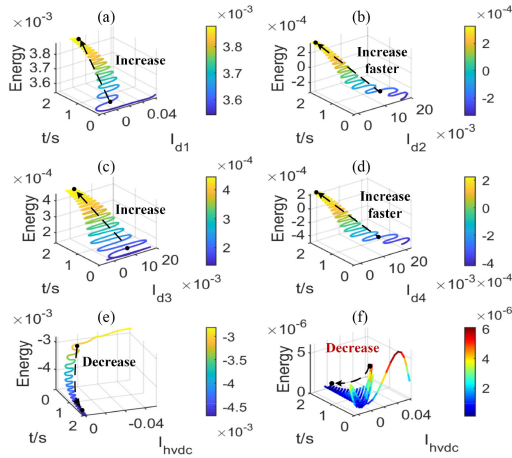 (a)
×10⁻³
×10⁻³
Energy
3.8
3.7
3.6
Increase
2
1
0
t/s
0
0.04
I_d1
3.8
3.7
3.6
3.5
(b)
×10⁻⁴
×10⁻⁴
Energy
2
0
-2
Increase
faster
2
1
0
t/s
0
10
20
×10⁻³
I_d2
2
0
-2
(c)
×10⁻⁴
×10⁻⁴
Energy
4
3
2
Increase
2
1
0
t/s
0
10
20
×10⁻³
I_d3
4
3
2
(d)
×10⁻⁴
Energy
2
0
-2
-4
Increase
faster
2
1
0
t/s
0
10
20
×10⁻³
×10⁻⁴
I_d4
2
0
-2
-4
(e)
×10⁻³
Energy
-3
-4
Decrease
2
1
0
t/s
0
-0.04
I_hvdc
-3
-3.5
-4
-4.5
×10⁻³
(f)
×10⁻⁶
×10⁻⁶
Energy
5
0
Decrease
2
1
0
t/s
0
0.04
I_hvdc
6
4
2